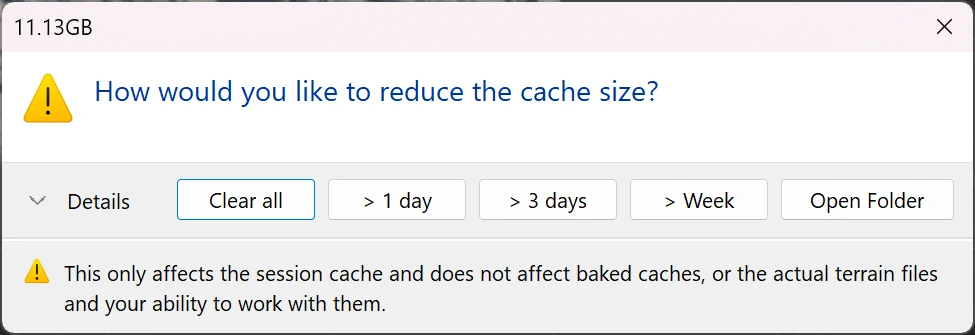 11.13GB
How would you like to reduce the cache size?
Details
Clear all
> 1 day
> 3 days
> Week
Open Folder
This only affects the session cache and does not affect baked caches, or the actual terrain files
and your ability to work with them.